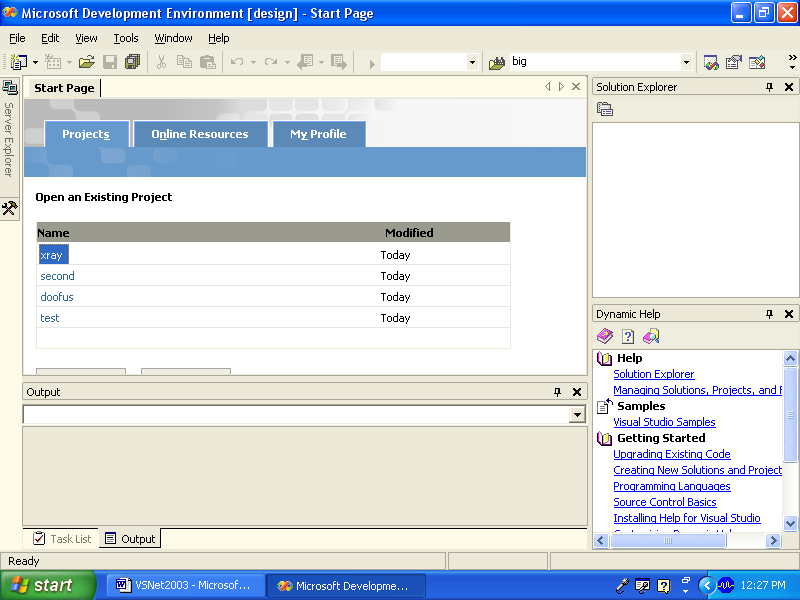 Microsoft Development Environment [design] - Start Page
File Edit View Tools Window Help
big
Server Explorer
Start Page
Projects Online Resources My Profile
Open an Existing Project
Name Modified
xray Today
second Today
doofus Today
test Today
Output
Task List Output
Solution Explorer
Dynamic Help
Help
Solution Explorer
Managing Solutions, Projects, and F
Samples
Visual Studio Samples
Getting Started
Upgrading Existing Code
Creating New Solutions and Project
Programming Languages
Source Control Basics
Installing Help for Visual Studio
Ready
start VSNet2003 - Microsof... Microsoft Developme... 12:27 PM